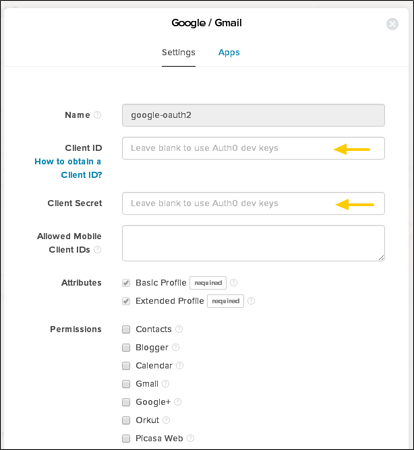 Google / Gmail
Settings Apps
Name google-oauth2
Client ID Leave blank to use Auth0 dev keys
How to obtain a
Client ID?
Client Secret Leave blank to use Auth0 dev keys
Allowed Mobile
Client IDs
Attributes Basic Profile required
Extended Profile required
Permissions Contacts
Blogger
Calendar
Gmail
Google+
Orkut
Picasa Web